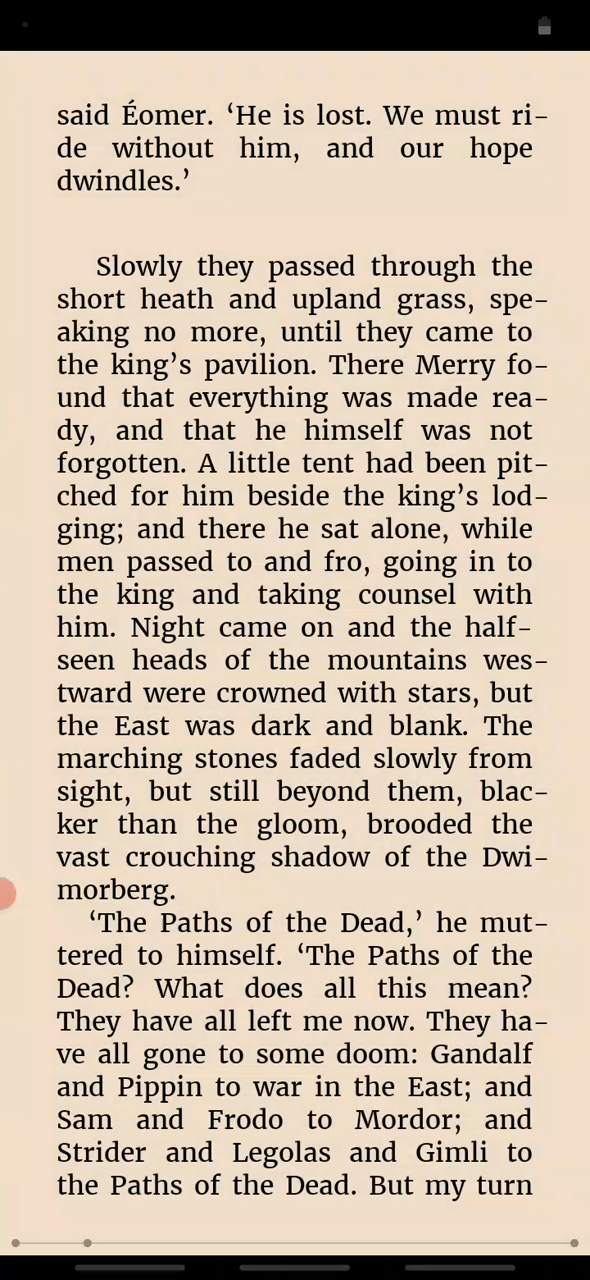 said Éomer. ‘He is lost. We must ri-
de without him, and our hope
dwindles.’
Slowly they passed through the
short heath and upland grass, spe-
aking no more, until they came to
the king’s pavilion. There Merry fo-
und that everything was made rea-
dy, and that he himself was not
forgotten. A little tent had been pit-
ched for him beside the king’s lod-
ging; and there he sat alone, while
men passed to and fro, going in to
the king and taking counsel with
him. Night came on and the half-
seen heads of the mountains wes-
tward were crowned with stars, but
the East was dark and blank. The
marching stones faded slowly from
sight, but still beyond them, blac-
ker than the gloom, brooded the
vast crouching shadow of the Dwi-
morberg.
‘The Paths of the Dead,’ he mut-
tered to himself. ‘The Paths of the
Dead? What does all this mean?
They have all left me now. They ha-
ve all gone to some doom: Gandalf
and Pippin to war in the East; and
Sam and Frodo to Mordor; and
Strider and Legolas and Gimli to
the Paths of the Dead. But my turn